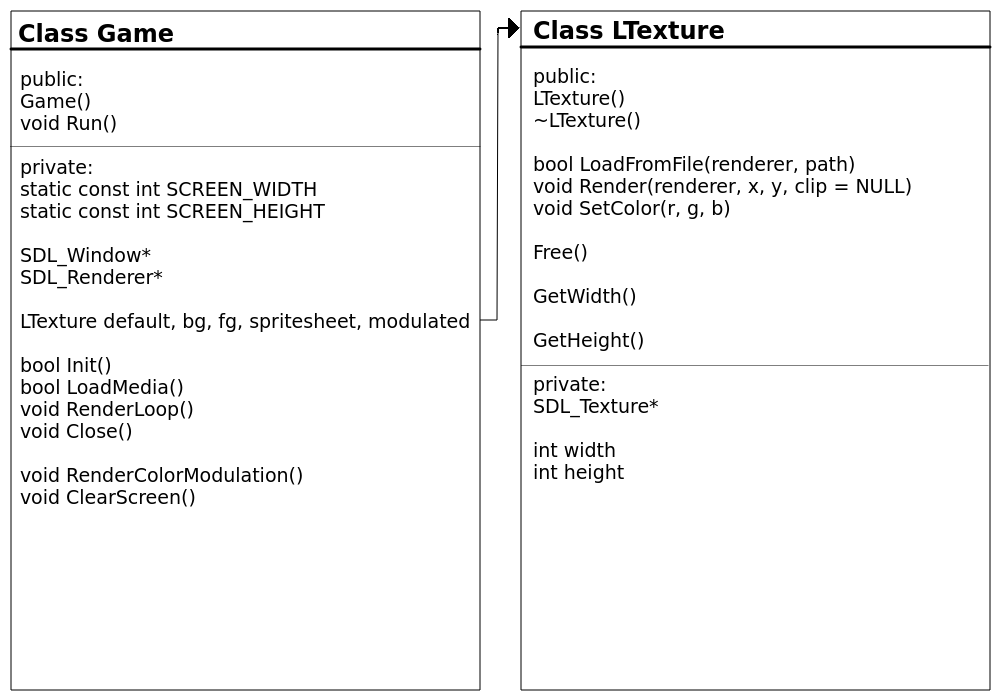 Class Game
public:
Game()
void Run()
private:
static const int SCREEN_WIDTH
static const int SCREEN_HEIGHT
SDL_Window*
SDL_Renderer*
LTexture default, bg, fg, spritesheet, modulated
bool Init()
bool LoadMedia()
void RenderLoop()
void Close()
void RenderColorModulation()
void ClearScreen()
Class LTexture
public:
LTexture()
~LTexture()
bool LoadFromFile(renderer, path)
void Render(renderer, x, y, clip = NULL)
void SetColor(r, g, b)
Free()
GetWidth()
GetHeight()
private:
SDL_Texture*
int width
int height